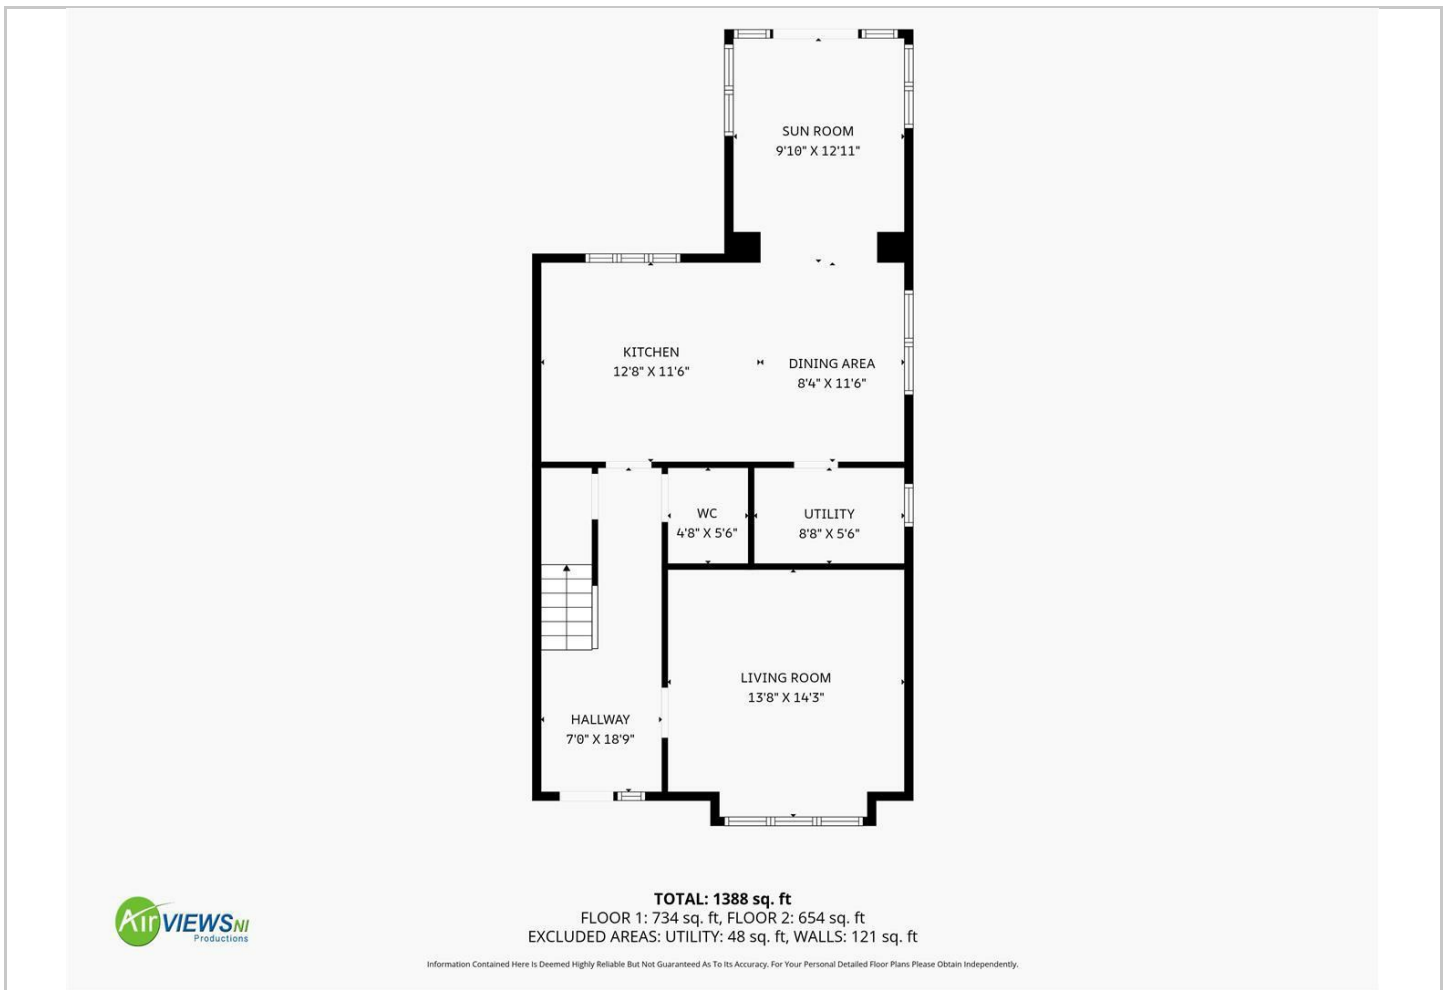 SUN ROOM
9'10" X 12'11"
KITCHEN
12'8" X 11'6"
DINING AREA
8'4" X 11'6"
WC
4'8" X 5'6"
UTILITY
8'8" X 5'6"
LIVING ROOM
13'8" X 14'3"
HALLWAY
7'0" X 18'9"
AirVIEWSNI
Productions
TOTAL: 1388 sq. ft
FLOOR 1: 734 sq. ft, FLOOR 2: 654 sq. ft
EXCLUDED AREAS: UTILITY: 48 sq. ft, WALLS: 121 sq. ft
Information Contained Here Is Deemed Highly Reliable But Not Guaranteed As To Its Accuracy. For Your Personal Detailed Floor Plans Please Obtain Independently.